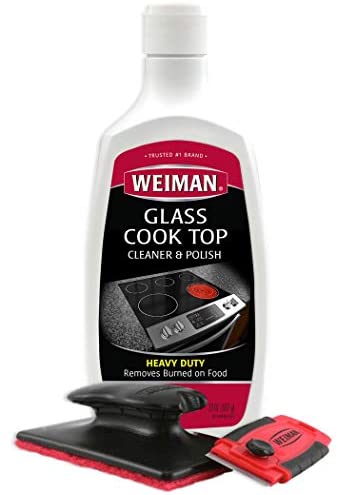 • TRUSTED #1 BRAND •
WEIMAN®
GLASS
COOK TOP
CLEANER & POLISH
HEAVY DUTY
Removes Burned on Food
WEIMAN